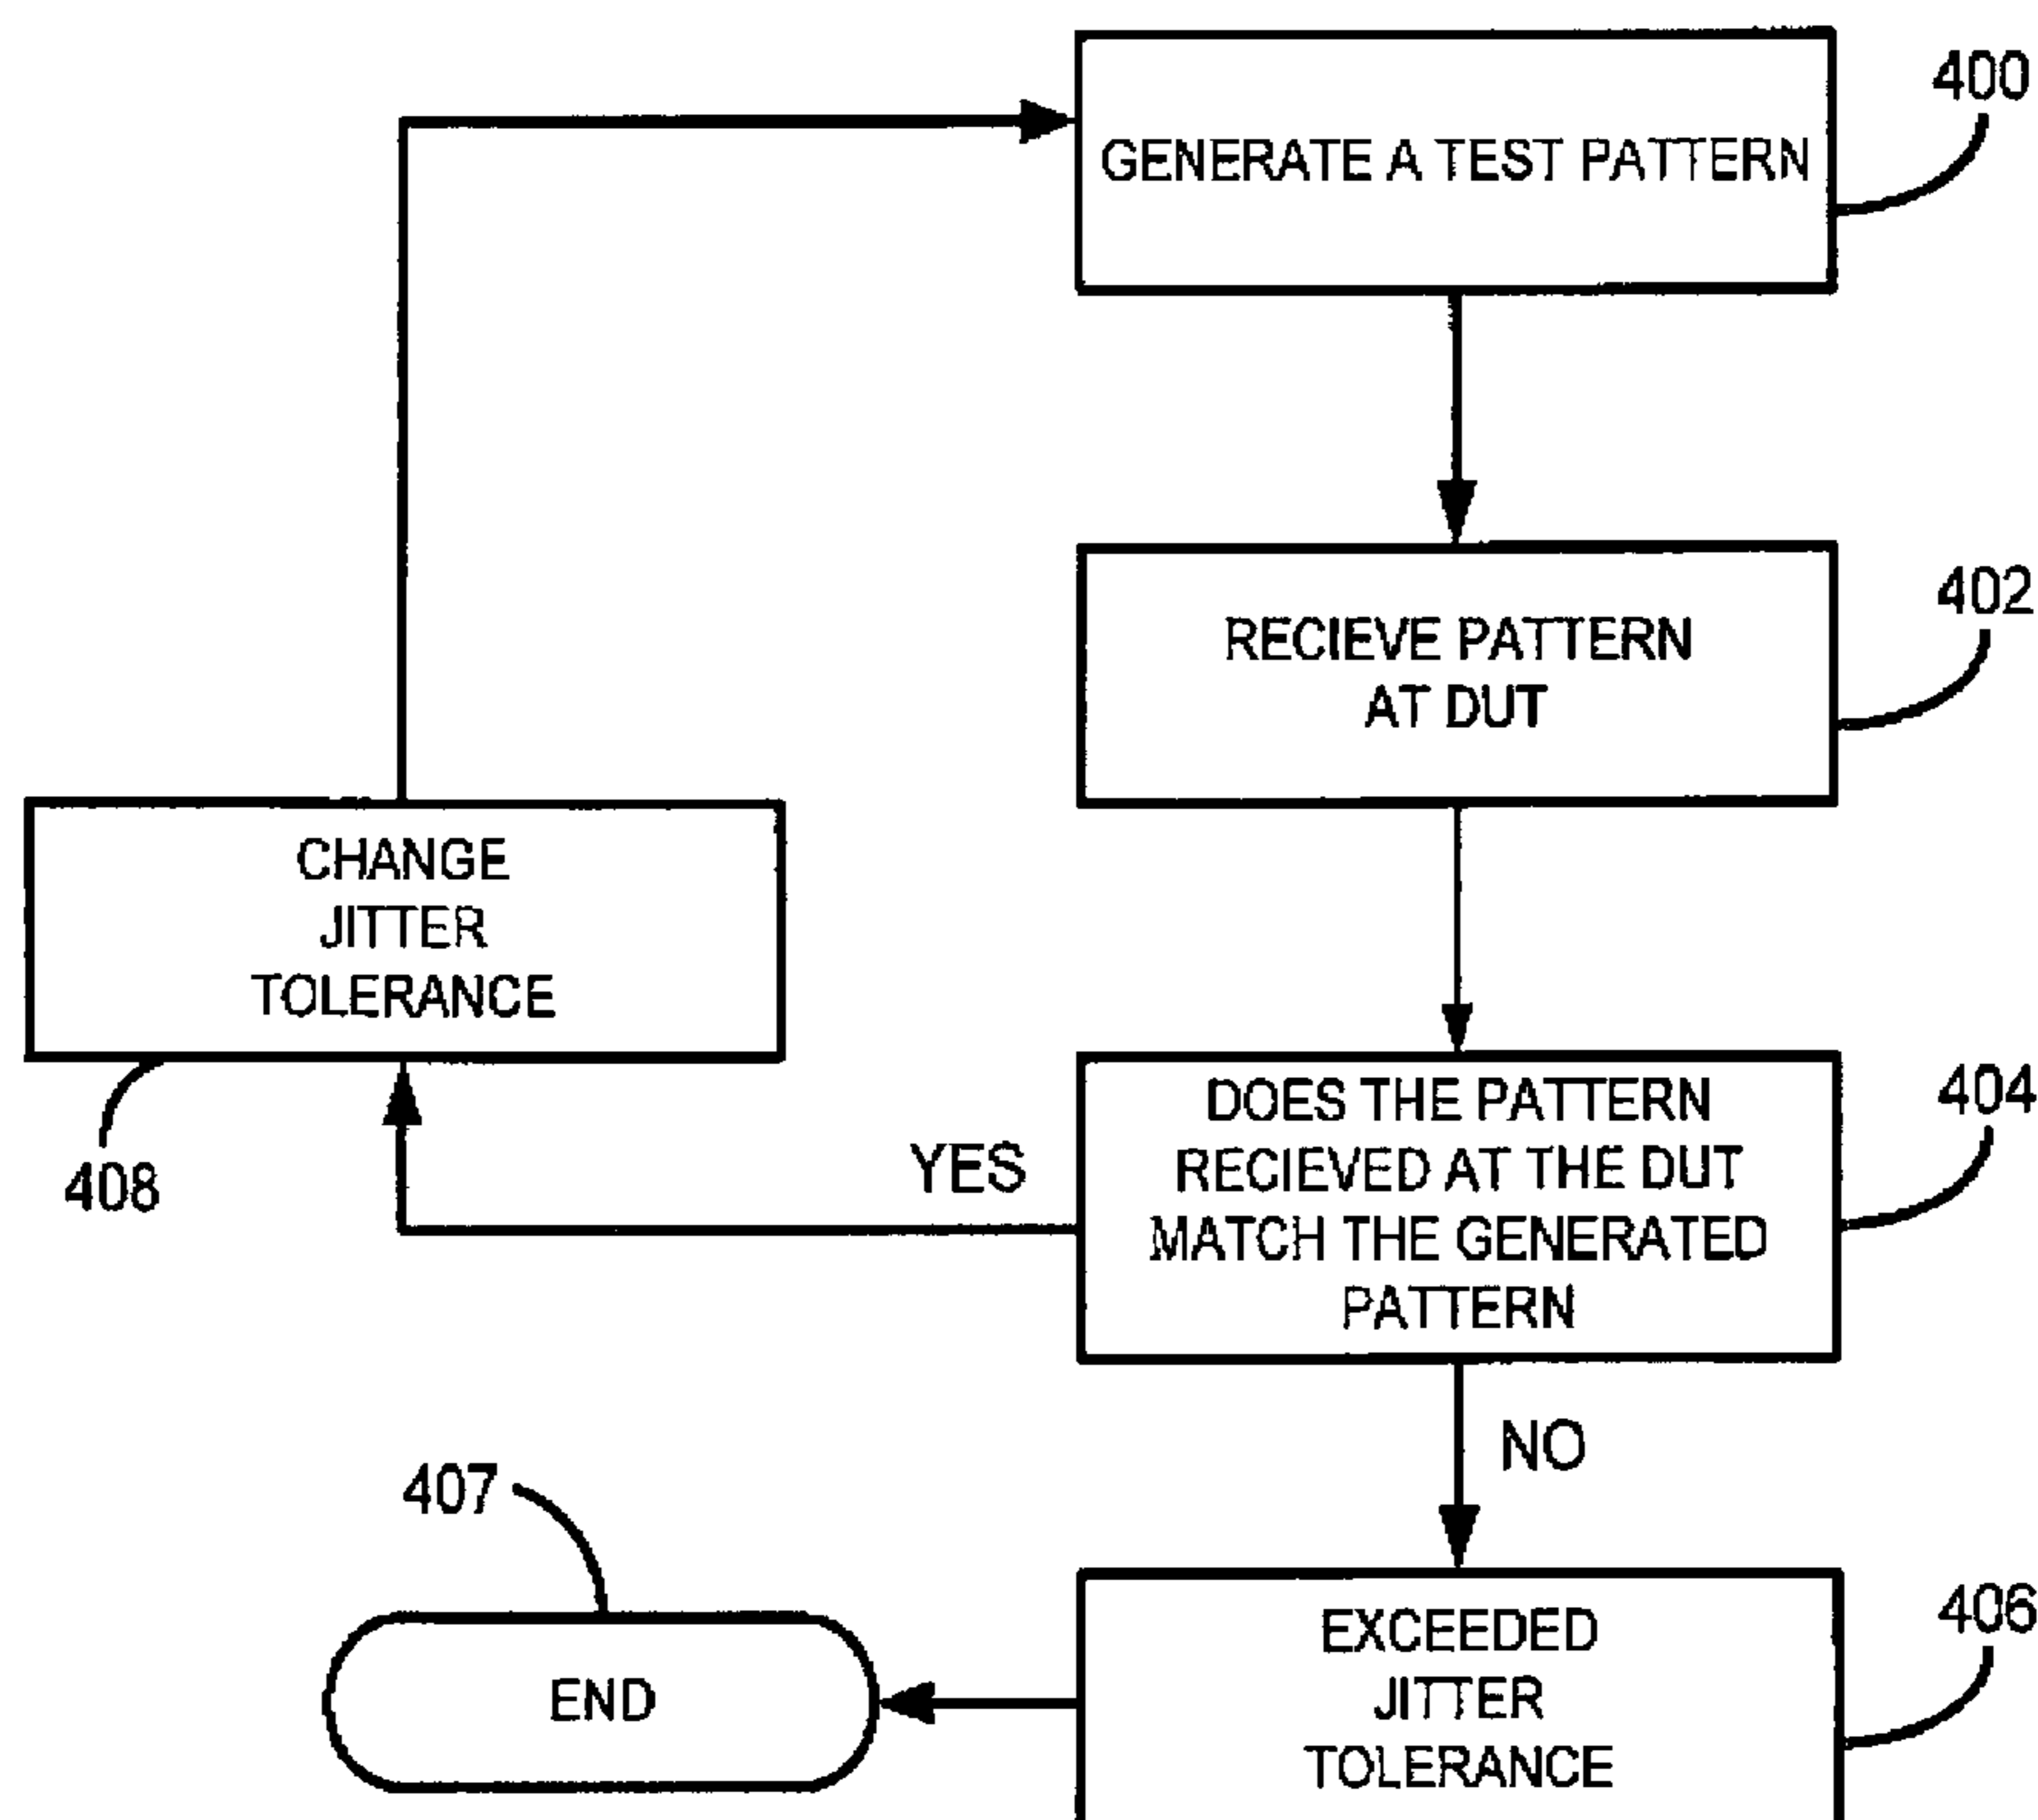 400
GENERATE A TEST PATTERN
402
RECIEVE PATTERN
AT DUT
CHANGE
JITTER
TOLERANCE
408
YES
404
DOES THE PATTERN
RECIEVED AT THE DUT
MATCH THE GENERATED
PATTERN
NO
407
END
406
EXCEEDED
JITTER
TOLERANCE